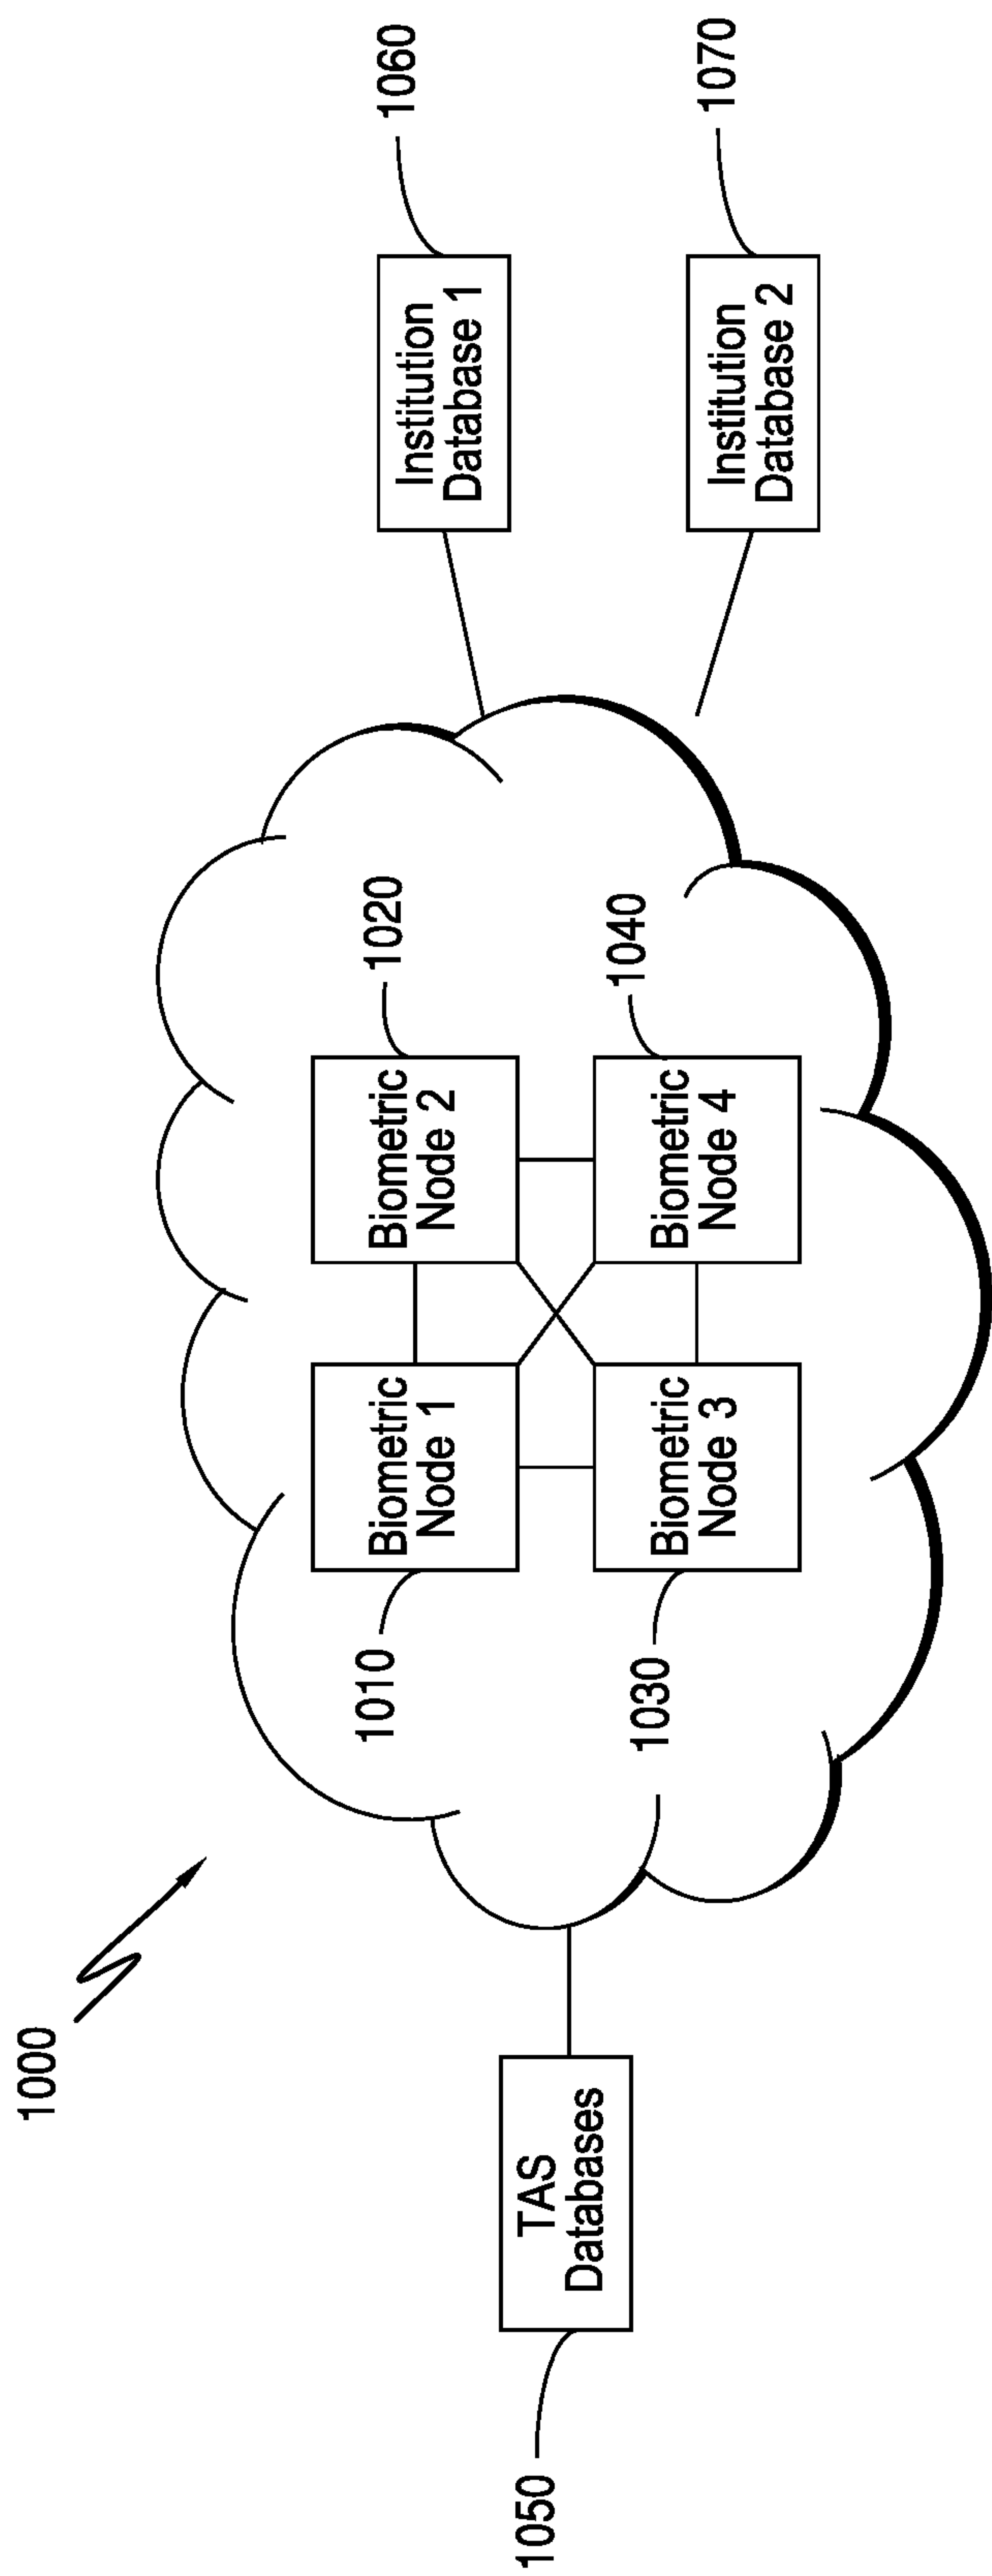 1000
1010
Biometric
Node 1
Biometric
Node 2
1020
1060
Institution
Database 1
1050
TAS
Databases
1030
Biometric
Node 3
Biometric
Node 4
1040
Institution
Database 2
1070